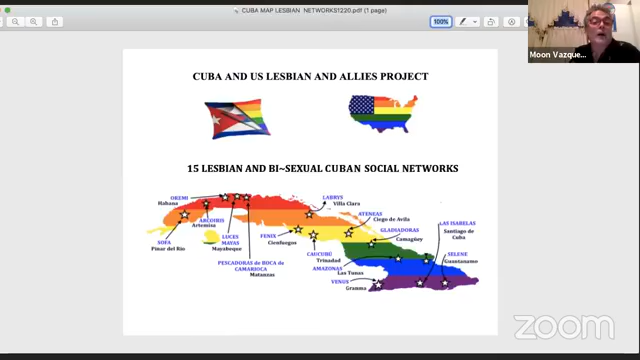 CUBA MAP LESBIAN NETWORKS1220.pdf (1 page)
100%
Moon Vazque...
CUBA AND US LESBIAN AND ALLIES PROJECT
15 LESBIAN AND BI~SEXUAL CUBAN SOCIAL NETWORKS
OREMI
Habana
ARCOIRIS
Artemisa
SOFA
Pinar del Rio
LUCES
MAYAS
Mayabeque
PESCADORAS de BOCA de
CAMARIOCA
Matanzas
LABRYS
Villa Clara
FENIX
Cienfuegos
CAUCUBÚ
Trinidad
ATENEAS
Ciego de Avila
GLADIADORAS
Camagüey
AMAZONAS
Las Tunas
VENUS
Granma
LAS ISABELAS
Santiago de
Cuba
SELENE
Guantanamo
zoom